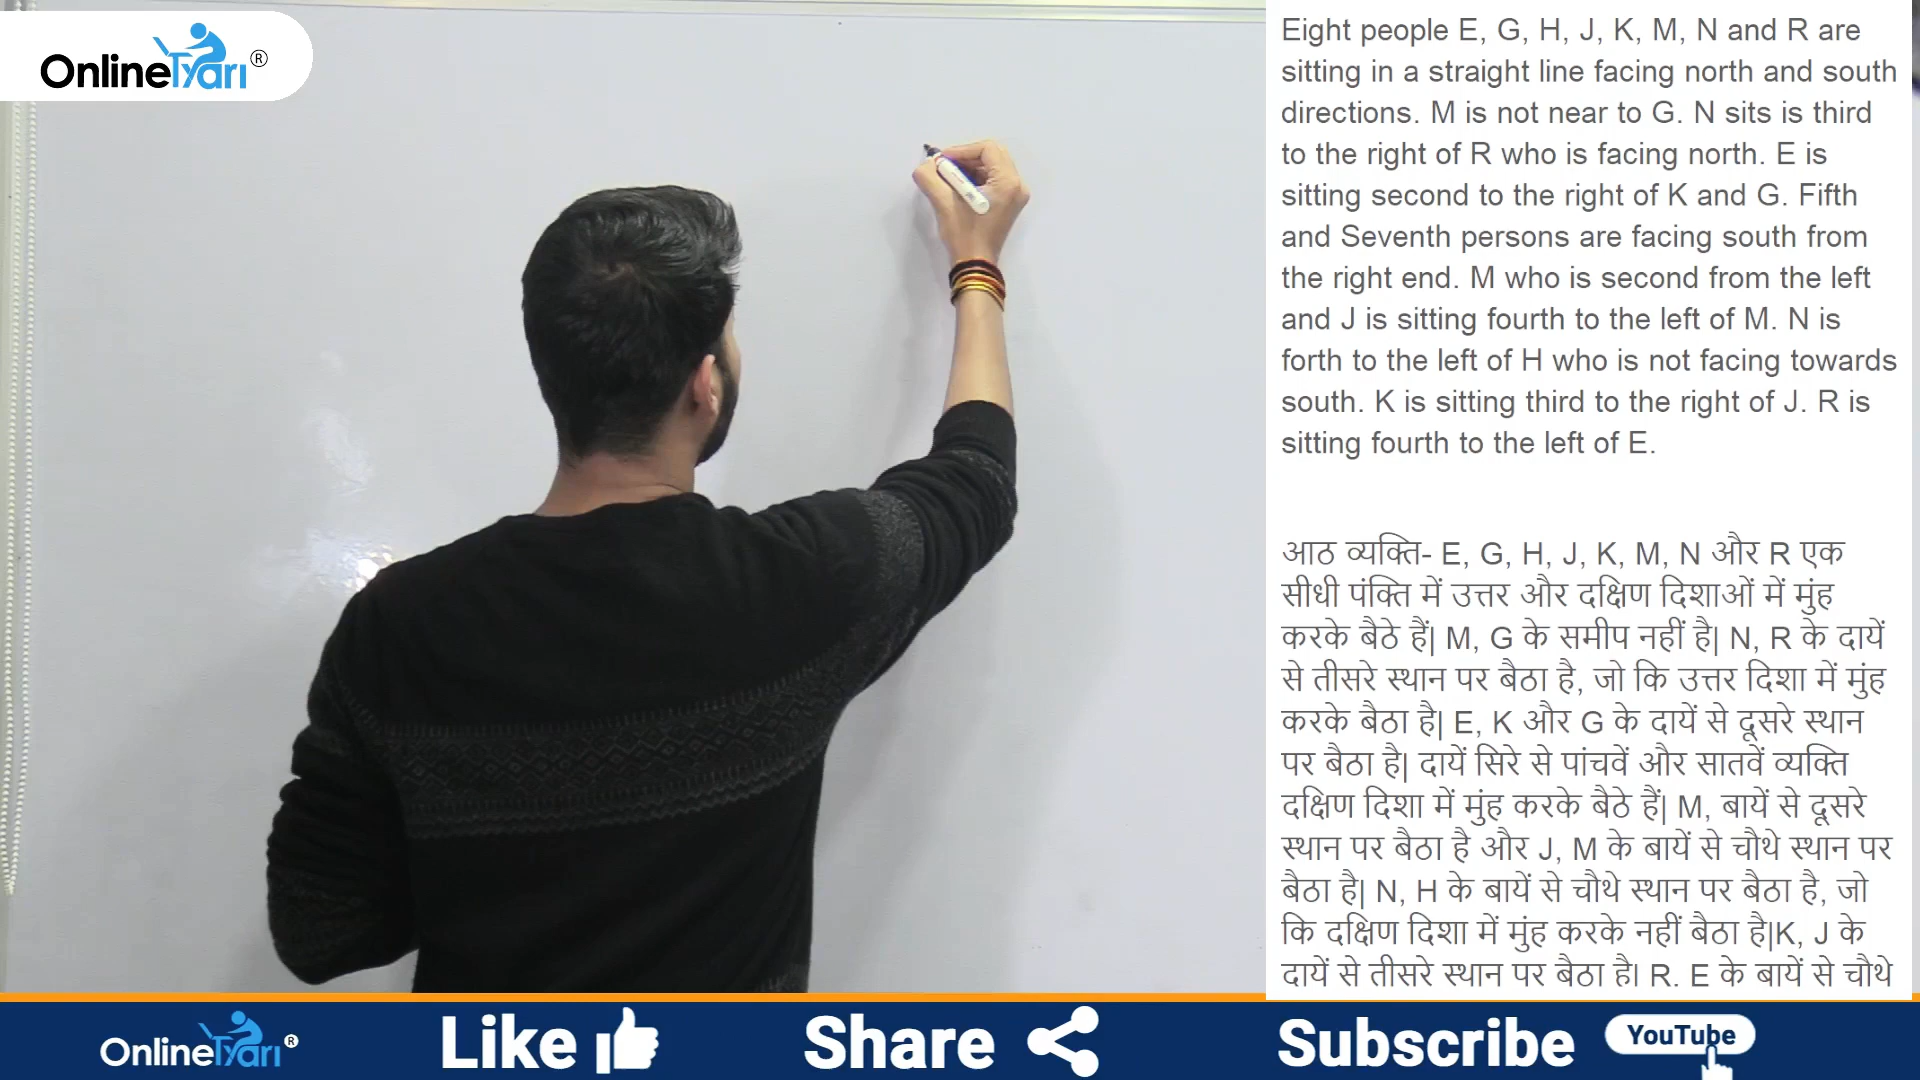 OnlineTyari ®
Eight people E, G, H, J, K, M, N and R are
sitting in a straight line facing north and south
directions. M is not near to G. N sits is third
to the right of R who is facing north. E is
sitting second to the right of K and G. Fifth
and Seventh persons are facing south from
the right end. M who is second from the left
and J is sitting fourth to the left of M. N is
forth to the left of H who is not facing towards
south. K is sitting third to the right of J. R is
sitting fourth to the left of E.
आठ व्यक्ति- E, G, H, J, K, M, N और R एक
सीधी पंक्ति में उत्तर और दक्षिण दिशाओं में मुंह
करके बैठे हैं| M, G के समीप नहीं है| N, R के दायें
से तीसरे स्थान पर बैठा है, जो कि उत्तर दिशा में मुंह
करके बैठा है| E, K और G के दायें से दूसरे स्थान
पर बैठा है| दायें सिरे से पांचवें और सातवें व्यक्ति
दक्षिण दिशा में मुंह करके बैठे हैं| M, बायें से दूसरे
स्थान पर बैठा है और J, M के बायें से चौथे स्थान पर
बैठा है| N, H के बायें से चौथे स्थान पर बैठा है, जो
कि दक्षिण दिशा में मुंह करके नहीं बैठा है|K, J के
दायें से तीसरे स्थान पर बैठा है। R. E के बायें से चौथे
OnlineTyari ®
Like
Share
Subscribe
YouTube